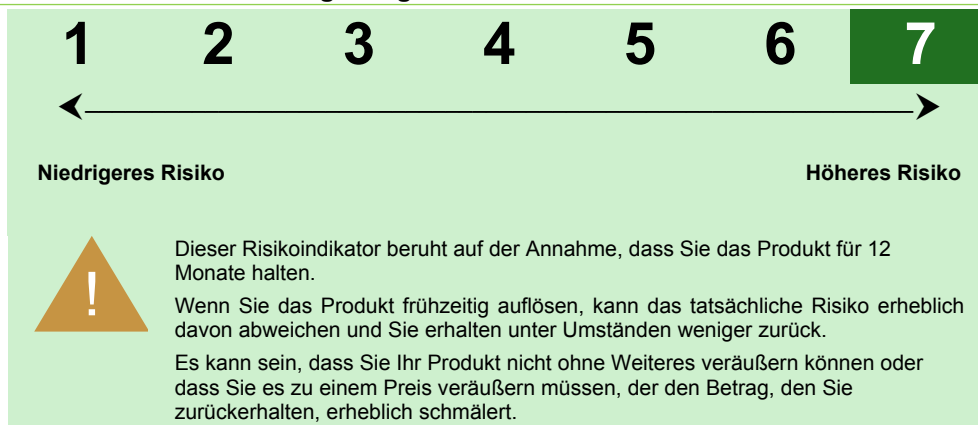 1 2 3 4 5 6 7
Niedrigeres Risiko Höheres Risiko
!
Dieser Risikoindikator beruht auf der Annahme, dass Sie das Produkt für 12
Monate halten.
Wenn Sie das Produkt frühzeitig auflösen, kann das tatsächliche Risiko erheblich
davon abweichen und Sie erhalten unter Umständen weniger zurück.
Es kann sein, dass Sie Ihr Produkt nicht ohne Weiteres veräußern können oder
dass Sie es zu einem Preis veräußern müssen, der den Betrag, den Sie
zurückerhalten, erheblich schmälert.